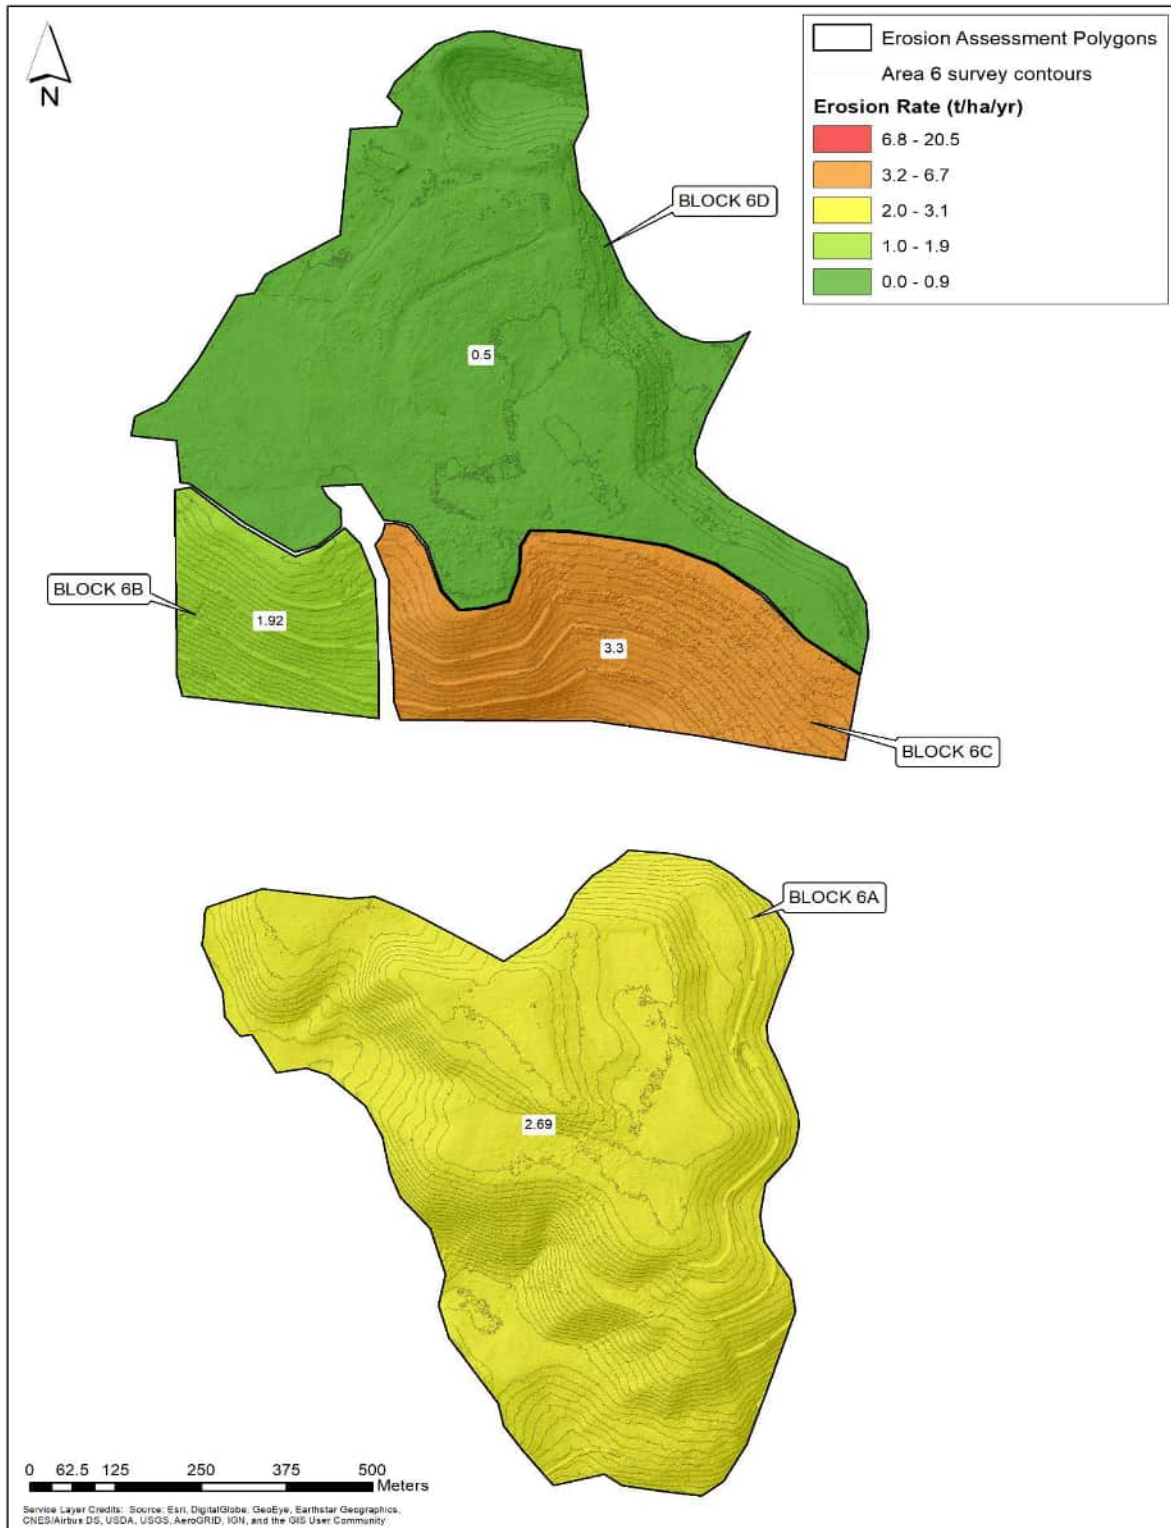 N
Erosion Assessment Polygons
Area 6 survey contours
Erosion Rate (t/ha/yr)
6.8 - 20.5
3.2 - 6.7
2.0 - 3.1
1.0 - 1.9
0.0 - 0.9
BLOCK 6D
0.5
BLOCK 6B
1.92
3.3
BLOCK 6C
BLOCK 6A
2.69
0 62.5 125 250 375 500
Meters
Service Layer Credits: Source: Esri, DigitalGlobe, GeoEye, Earthstar Geographics,
CNES/Airbus DS, USDA, USGS, AeroGRID, IGN, and the GIS User Community